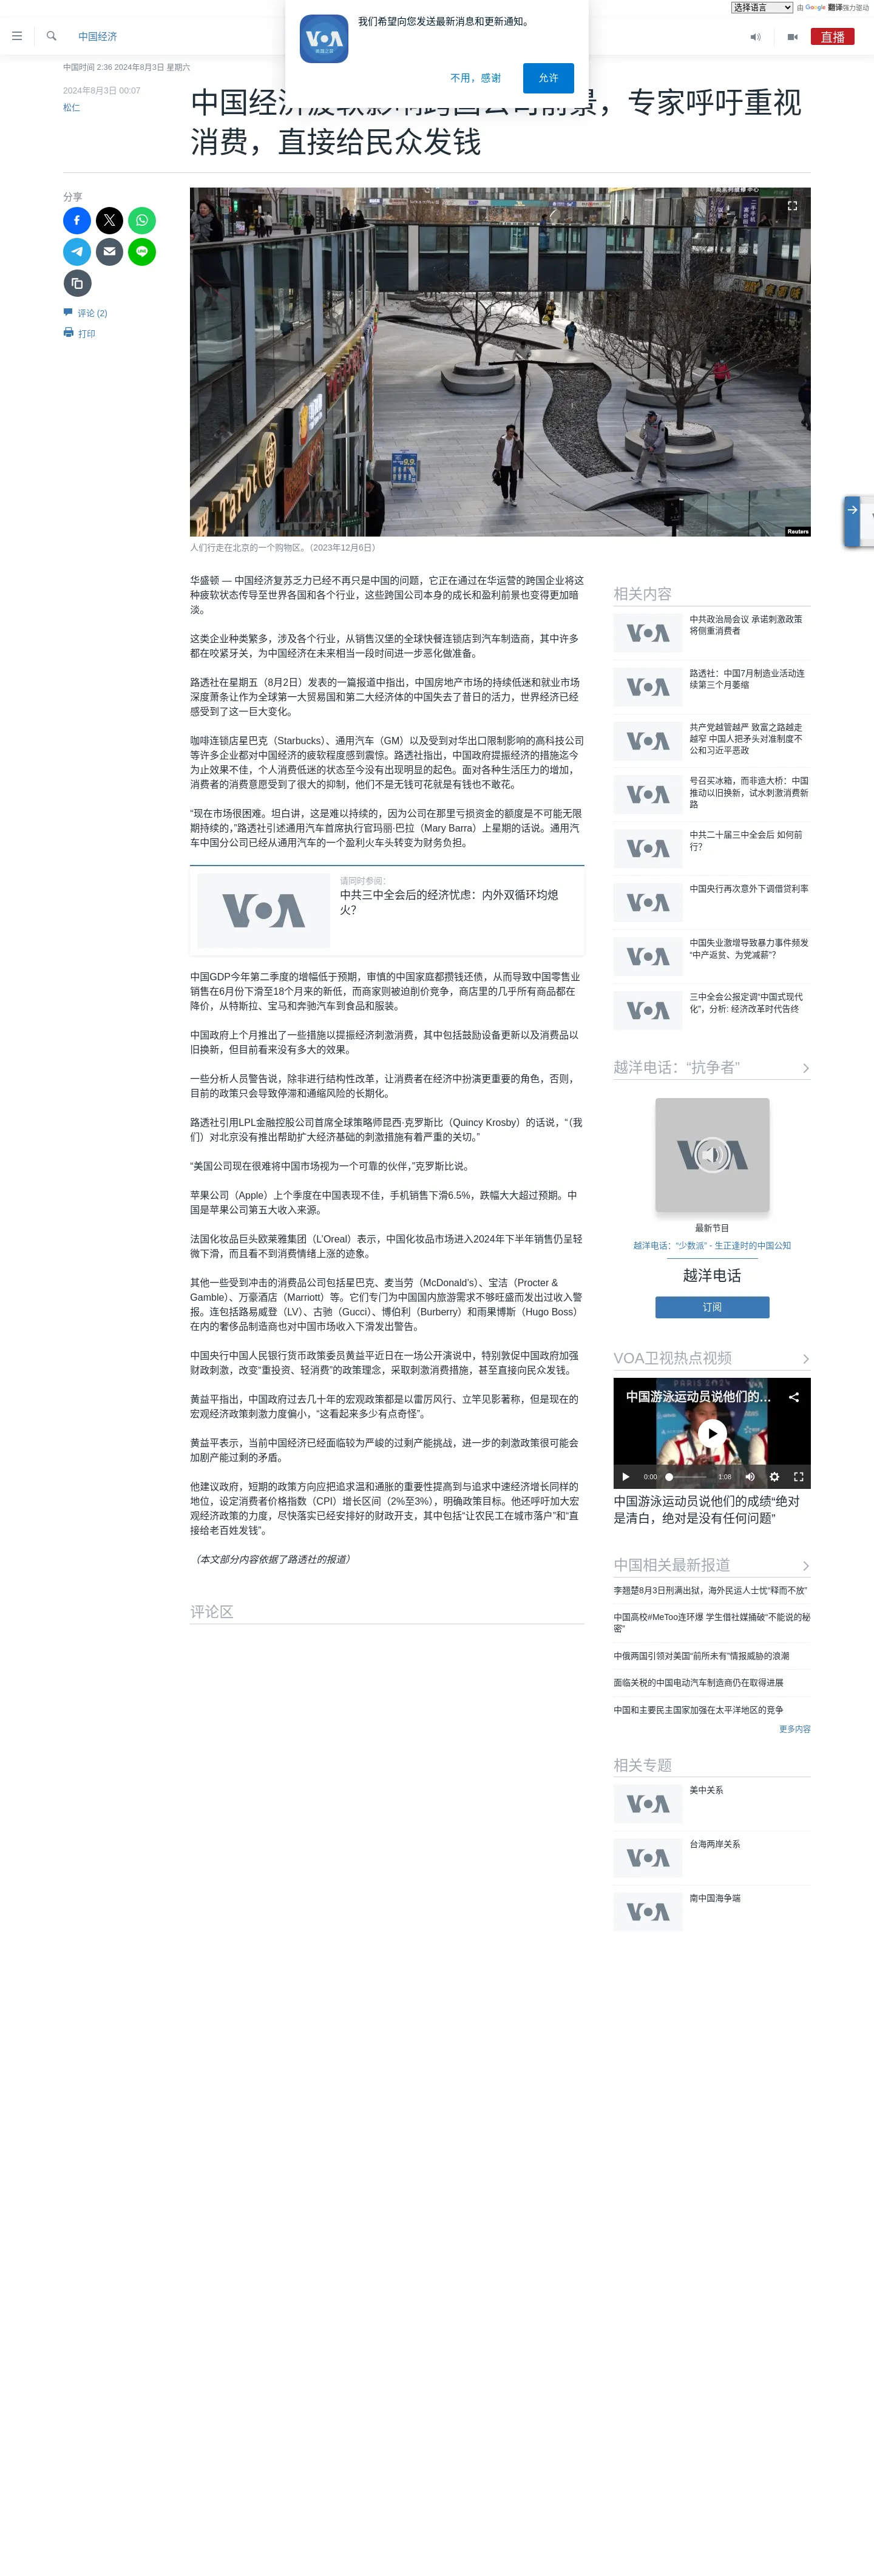 选择语言 由 Google 翻译强力驱动
我们希望向您发送最新消息和更新通知。
不用，感谢
允许
中国经济
直播
中国时间 2:36 2024年8月3日 星期六
2024年8月3日 00:07
松仁
专家呼吁重视
消费，直接给民众发钱
分享
评论 (2)
打印
9.9
Reuters
人们行走在北京的一个购物区。（2023年12月6日）
华盛顿 — 中国经济复苏乏力已经不再只是中国的问题，它正在通过在华运营的跨国企业将这
种疲软状态传导至世界各国和各个行业，这些跨国公司本身的成长和盈利前景也变得更加暗
淡。
这类企业种类繁多，涉及各个行业，从销售汉堡的全球快餐连锁店到汽车制造商，其中许多
都在咬紧牙关，为中国经济在未来相当一段时间进一步恶化做准备。
路透社在星期五（8月2日）发表的一篇报道中指出，中国房地产市场的持续低迷和就业市场
深度萧条让作为全球第一大贸易国和第二大经济体的中国失去了昔日的活力，世界经济已经
感受到了这一巨大变化。
咖啡连锁店星巴克（Starbucks）、通用汽车（GM）以及受到对华出口限制影响的高科技公司
等许多企业都对中国经济的疲软程度感到震惊。路透社指出，中国政府提振经济的措施迄今
为止效果不佳，个人消费低迷的状态至今没有出现明显的起色。面对各种生活压力的增加，
消费者的消费意愿受到了很大的抑制，他们不是无钱可花就是有钱也不敢花。
“现在市场很困难。坦白讲，这是难以持续的，因为公司在那里亏损资金的额度是不可能无限
期持续的，”路透社引述通用汽车首席执行官玛丽·巴拉（Mary Barra）上星期的话说。通用汽
车中国分公司已经从通用汽车的一个盈利火车头转变为财务负担。
请同时参阅：
中共三中全会后的经济忧虑：内外双循环均熄
火？
中国GDP今年第二季度的增幅低于预期，审慎的中国家庭都攒钱还债，从而导致中国零售业
销售在6月份下滑至18个月来的新低，而商家则被迫削价竞争，商店里的几乎所有商品都在
降价，从特斯拉、宝马和奔驰汽车到食品和服装。
中国政府上个月推出了一些措施以提振经济刺激消费，其中包括鼓励设备更新以及消费品以
旧换新，但目前看来没有多大的效果。
一些分析人员警告说，除非进行结构性改革，让消费者在经济中扮演更重要的角色，否则，
目前的政策只会导致停滞和通缩风险的长期化。
路透社引用LPL金融控股公司首席全球策略师昆西·克罗斯比（Quincy Krosby）的话说，“（我
们）对北京没有推出帮助扩大经济基础的刺激措施有着严重的关切。”
“美国公司现在很难将中国市场视为一个可靠的伙伴，”克罗斯比说。
苹果公司（Apple）上个季度在中国表现不佳，手机销售下滑6.5%，跌幅大大超过预期。中
国是苹果公司第五大收入来源。
法国化妆品巨头欧莱雅集团（L’Oreal）表示，中国化妆品市场进入2024年下半年销售仍呈轻
微下滑，而且看不到消费情绪上涨的迹象。
其他一些受到冲击的消费品公司包括星巴克、麦当劳（McDonald’s）、宝洁（Procter &
Gamble）、万豪酒店（Marriott）等。它们专门为中国国内旅游需求不够旺盛而发出过收入警
报。连包括路易威登（LV）、古驰（Gucci）、博伯利（Burberry）和雨果博斯（Hugo Boss）
在内的奢侈品制造商也对中国市场收入下滑发出警告。
中国央行中国人民银行货币政策委员黄益平近日在一场公开演说中，特别敦促中国政府加强
财政刺激，改变“重投资、轻消费”的政策理念，采取刺激消费措施，甚至直接向民众发钱。
黄益平指出，中国政府过去几十年的宏观政策都是以雷厉风行、立竿见影著称，但是现在的
宏观经济政策刺激力度偏小，“这看起来多少有点奇怪”。
黄益平表示，当前中国经济已经面临较为严峻的过剩产能挑战，进一步的刺激政策很可能会
加剧产能过剩的矛盾。
他建议政府，短期的政策方向应把追求温和通胀的重要性提高到与追求中速经济增长同样的
地位，设定消费者价格指数（CPI）增长区间（2%至3%），明确政策目标。他还呼吁加大宏
观经济政策的力度，尽快落实已经安排好的财政开支，其中包括“让农民工在城市落户”和“直
接给老百姓发钱”。
（本文部分内容依据了路透社的报道）
评论区
相关内容
中共政治局会议 承诺刺激政策
将侧重消费者
路透社：中国7月制造业活动连
续第三个月萎缩
共产党越管越严 致富之路越走
越窄 中国人把矛头对准制度不
公和习近平恶政
号召买冰箱，而非造大桥：中国
推动以旧换新，试水刺激消费新
路
中共二十届三中全会后 如何前
行？
中国央行再次意外下调借贷利率
中国失业激增导致暴力事件频发
“中产返贫、为党减薪”？
三中全会公报定调“中国式现代
化”，分析: 经济改革时代告终
越洋电话：“抗争者”
最新节目
越洋电话：“少数派” - 生正逢时的中国公知
越洋电话
订阅
VOA卫视热点视频
中国游泳运动员说他们的...
0:00
1:08
中国游泳运动员说他们的成绩“绝对
是清白，绝对是没有任何问题”
中国相关最新报道
李翘楚8月3日刑满出狱，海外民运人士忧“释而不放”
中国高校#MeToo连环爆 学生借社媒捅破“不能说的秘
密”
中俄两国引领对美国“前所未有”情报威胁的浪潮
面临关税的中国电动汽车制造商仍在取得进展
中国和主要民主国家加强在太平洋地区的竞争
更多内容
相关专题
美中关系
台海两岸关系
南中国海争端